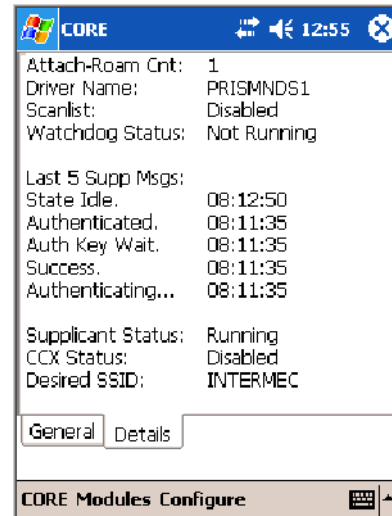 CORE 12:55
Attach-Roam Cnt: 1
Driver Name: PRISMNDS1
Scanlist: Disabled
Watchdog Status: Not Running
Last 5 Supp Msgs:
State Idle. 08:12:50
Authenticated. 08:11:35
Auth Key Wait. 08:11:35
Success. 08:11:35
Authenticating... 08:11:35
Supplicant Status: Running
CCX Status: Disabled
Desired SSID: INTERMEC
General Details
CORE Modules Configure